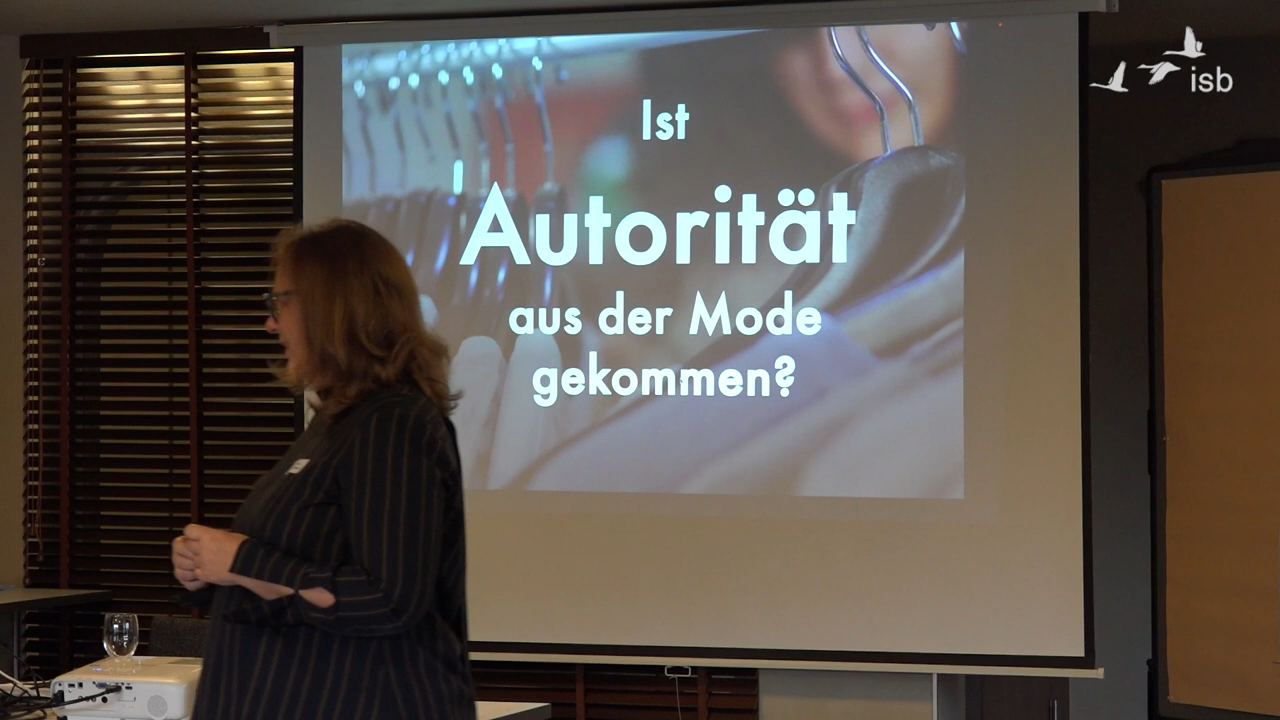 isb
Ist
Autorität
aus der Mode
gekommen?